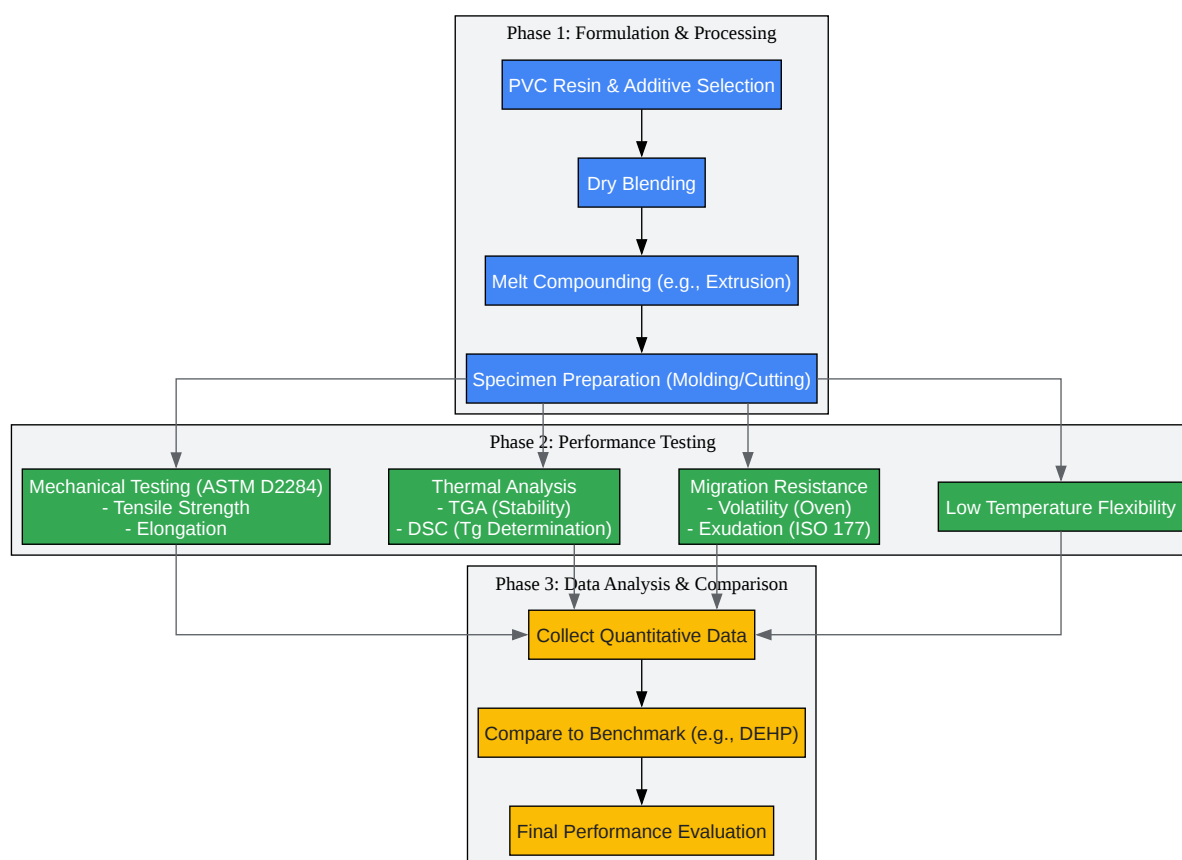 Phase 1: Formulation & Processing
PVC Resin & Additive Selection
Dry Blending
Melt Compounding (e.g., Extrusion)
Specimen Preparation (Molding/Cutting)
Phase 2: Performance Testing
Mechanical Testing (ASTM D2284)
- Tensile Strength
- Elongation
Thermal Analysis
- TGA (Stability)
- DSC (Tg Determination)
Migration Resistance
- Volatility (Oven)
- Exudation (ISO 177)
Low Temperature Flexibility
Phase 3: Data Analysis & Comparison
Collect Quantitative Data
Compare to Benchmark (e.g., DEHP)
Final Performance Evaluation